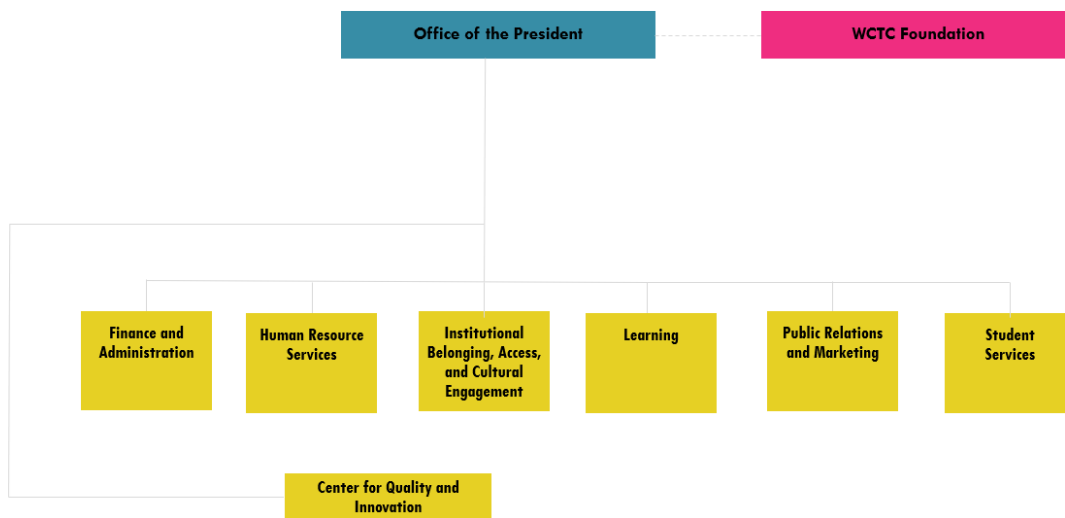 Office of the President
WCTC Foundation
Finance and
Administration
Human Resource
Services
Institutional
Belonging, Access,
and Cultural
Engagement
Learning
Public Relations
and Marketing
Student
Services
Center for Quality and
Innovation